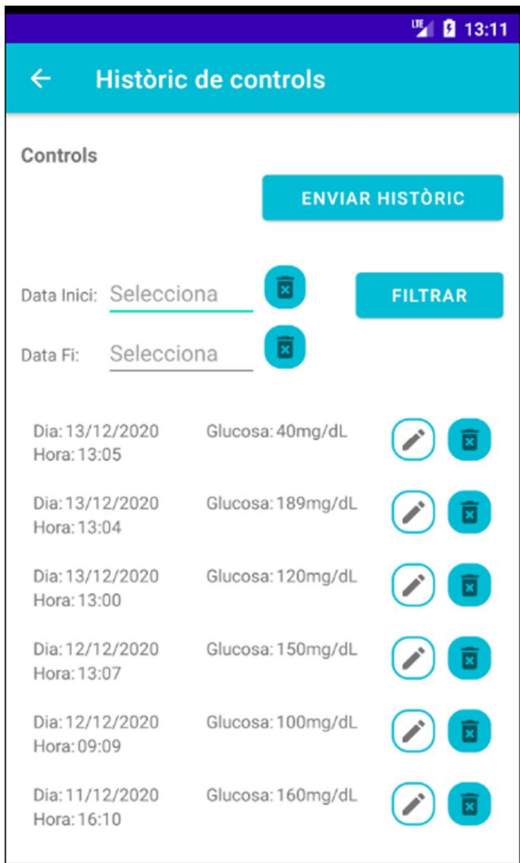 LTE 13:11
Històric de controls
Controls
ENVIAR HISTÒRIC
Data Inici: Selecciona FILTRAR
Data Fi: Selecciona
Dia: 13/12/2020 Glucosa: 40mg/dL
Hora: 13:05
Dia: 13/12/2020 Glucosa: 189mg/dL
Hora: 13:04
Dia: 13/12/2020 Glucosa: 120mg/dL
Hora: 13:00
Dia: 12/12/2020 Glucosa: 150mg/dL
Hora: 13:07
Dia: 12/12/2020 Glucosa: 100mg/dL
Hora: 09:09
Dia: 11/12/2020 Glucosa: 160mg/dL
Hora: 16:10